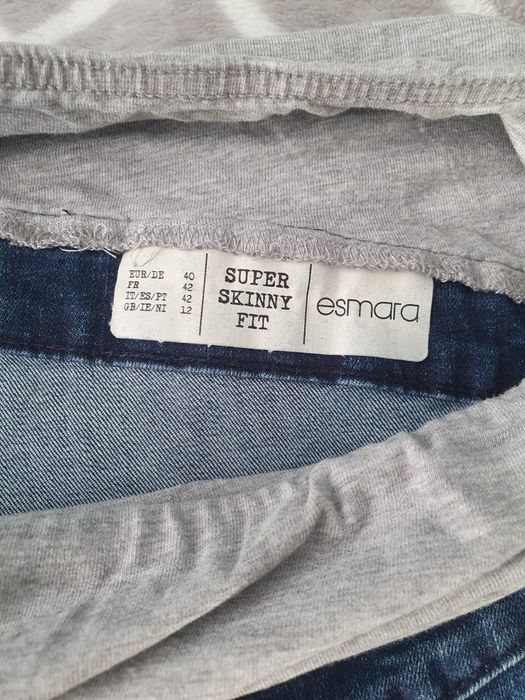 EUR/DE 40
FR 42
IT/ES/PT 42
GB/IE/NI 12
SUPER
SKINNY
FIT
esmara